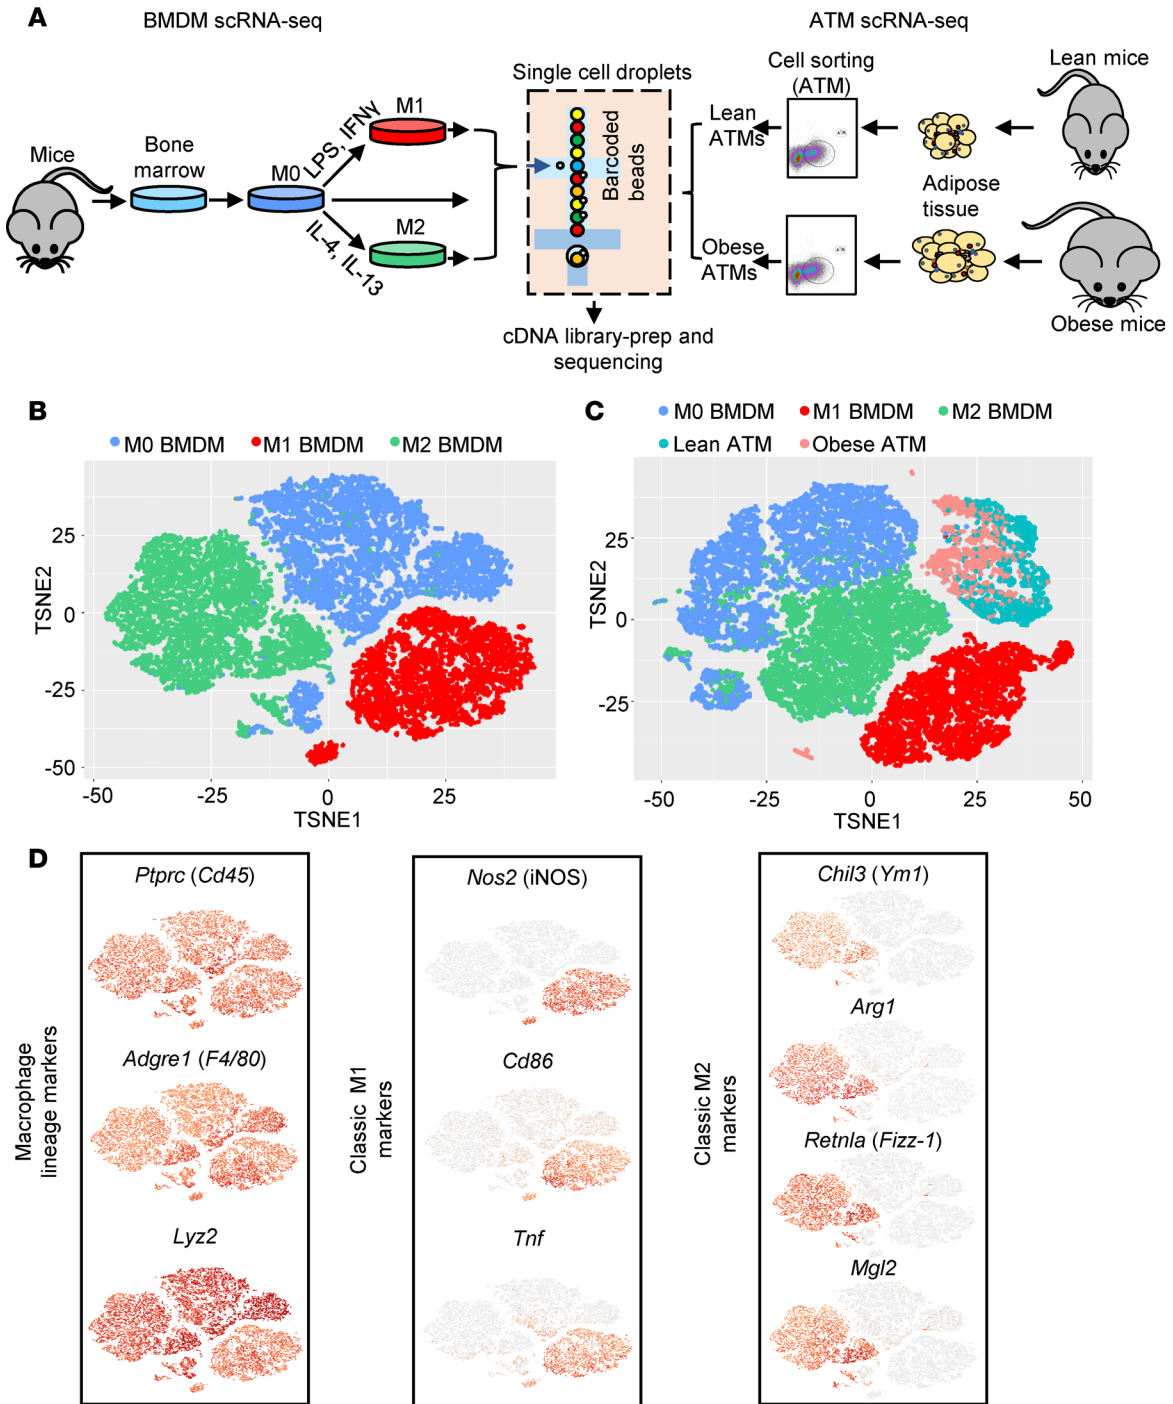 A
BMDM scRNA-seq
ATM scRNA-seq
Mice
Bone
marrow
M0
LPS, IFNγ
IL-4, IL-13
M1
M2
Single cell droplets
Barcoded
beads
cDNA library-prep and
sequencing
Cell sorting
(ATM)
Lean
ATMs
Obese
ATMs
Adipose
tissue
Lean mice
Obese mice
B
M0 BMDM M1 BMDM M2 BMDM
TSNE2
25
0
-25
-50
-50 -25 0 25
TSNE1
C
M0 BMDM M1 BMDM M2 BMDM
Lean ATM Obese ATM
TSNE2
25
0
-25
-50 -25 0 25 50
TSNE1
D
Macrophage
lineage markers
Ptprc (Cd45)
Adgre1 (F4/80)
Lyz2
Classic M1
markers
Nos2 (iNOS)
Cd86
Tnf
Classic M2
markers
Chil3 (Ym1)
Arg1
Retnla (Fizz-1)
Mgl2